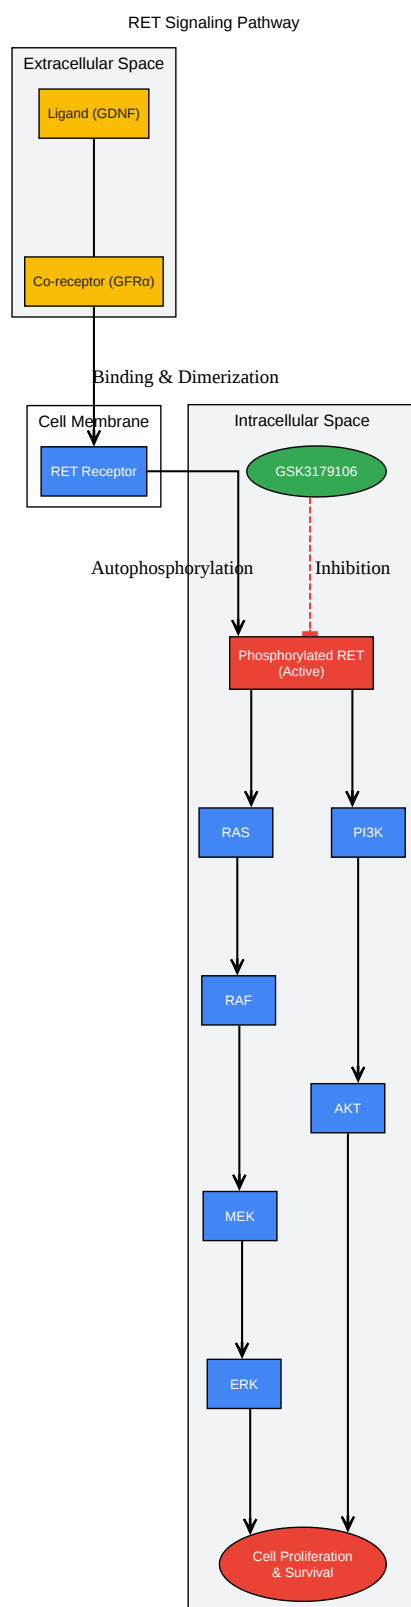 RET Signaling Pathway
Extracellular Space
Ligand (GDNF)
Co-receptor (GFRα)
Binding & Dimerization
Cell Membrane
RET Receptor
Intracellular Space
GSK3179106
Autophosphorylation
Inhibition
Phosphorylated RET
(Active)
RAS
PI3K
RAF
AKT
MEK
ERK
Cell Proliferation
& Survival